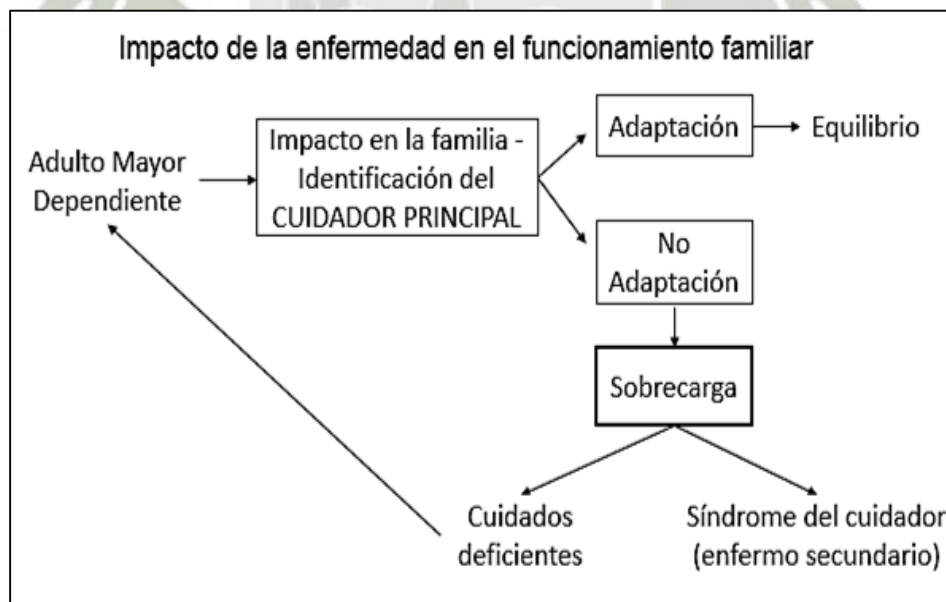 Impacto de la enfermedad en el funcionamiento familiar
Adulto Mayor
Dependiente
Impacto en la familia -
Identificación del
CUIDADOR PRINCIPAL
Adaptación
Equilibrio
No
Adaptación
Sobrecarga
Cuidados
deficientes
Síndrome del cuidador
(enfermo secundario)